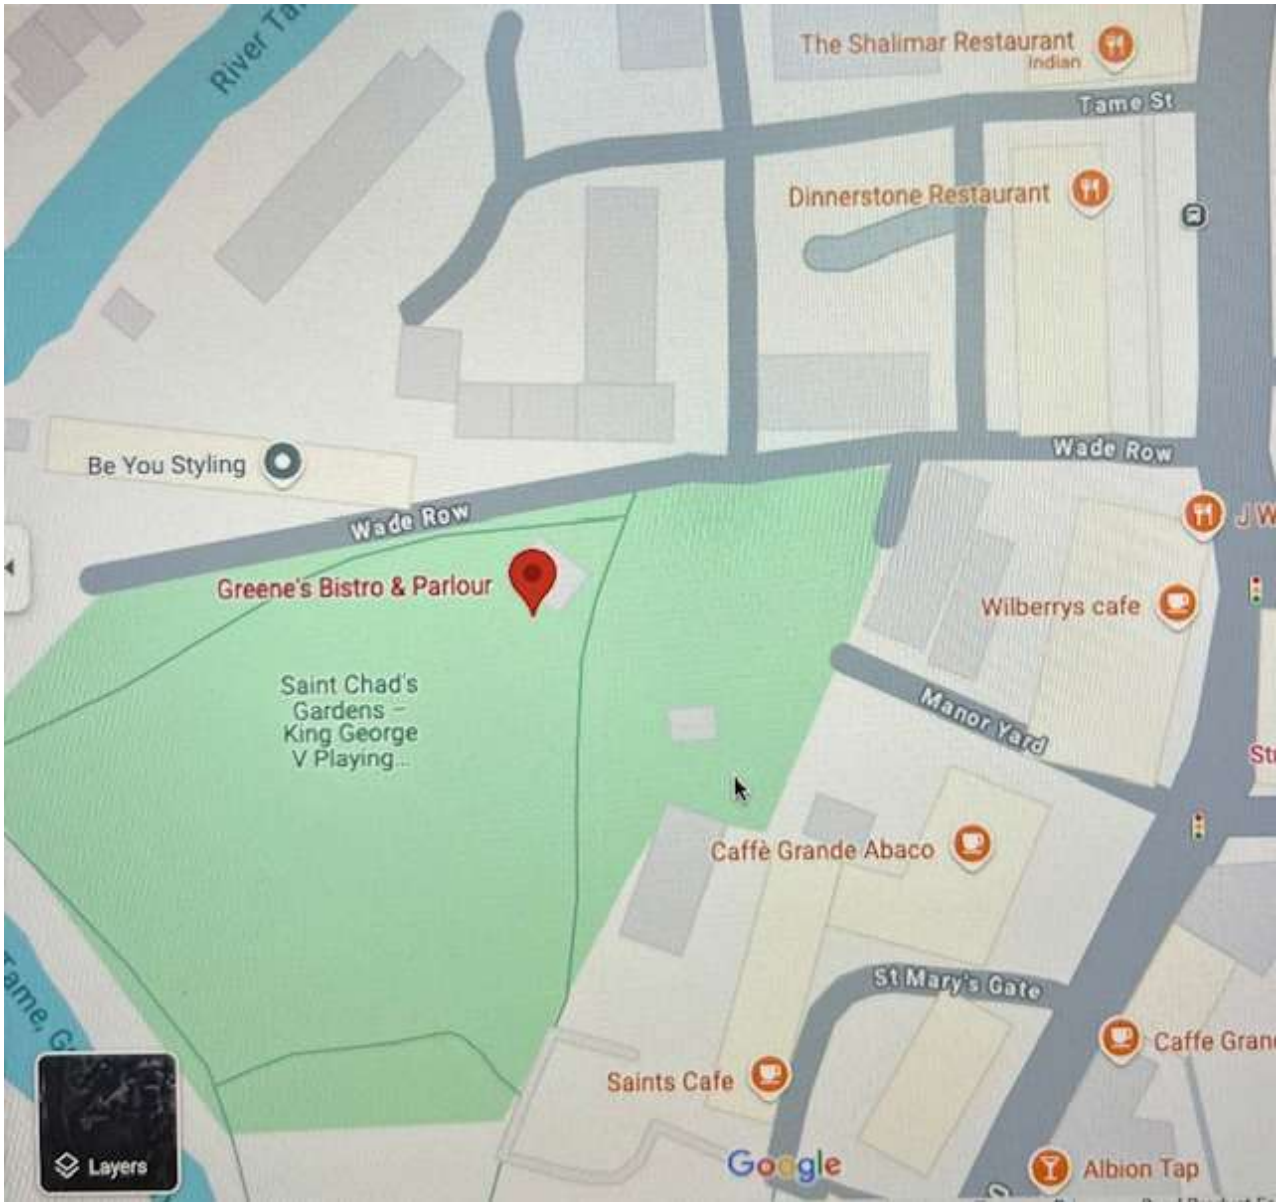 River Ta
The Shalimar Restaurant
Indian
Tame St
Dinnerstone Restaurant
Wade Row
Be You Styling
Wade Row
J W
Greene's Bistro & Parlour
Wilberrys cafe
Saint Chad's
Gardens –
King George
V Playing...
Manor Yard
Caffè Grande Abaco
St Mary's Gate
Tame, G
Caffe Gran
Saints Cafe
Layers
Google
Albion Tap